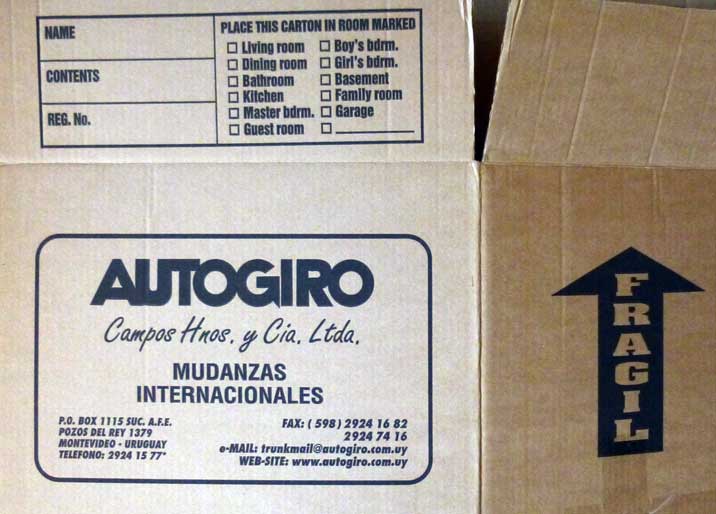 NAME
CONTENTS
REG. No.
PLACE THIS CARTON IN ROOM MARKED
Living room
Dining room
Bathroom
Kitchen
Master bdrm.
Guest room
Boy's bdrm.
Girl's bdrm.
Basement
Family room
Garage
AUTOGIRO
Campos Hnos. y Cia. Ltda.
MUDANZAS
INTERNACIONALES
P.O. BOX 1115 SUC. A.F.E.
POZOS DEL REY 1379
MONTEVIDEO - URUGUAY
TELEFONO: 2924 15 77*
FAX: ( 598) 2924 16 82
2924 74 16
e-MAIL: trunkmail@autogiro.com.uy
WEB-SITE: www.autogiro.com.uy
FRAGIL